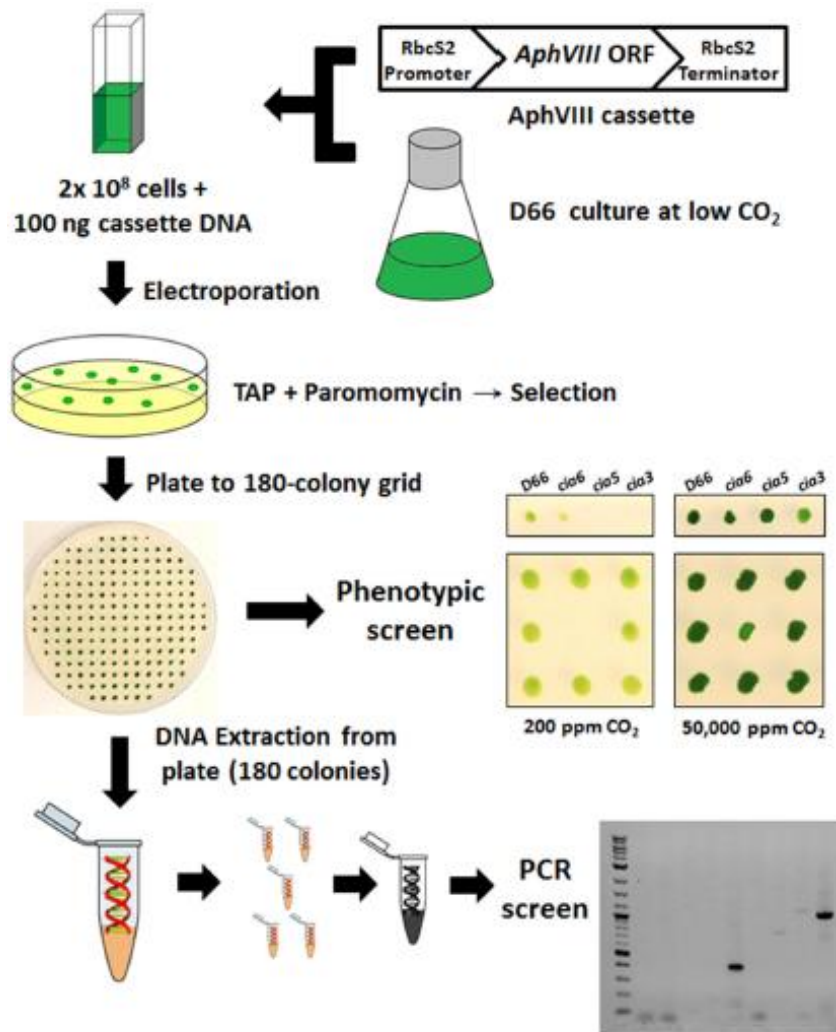 RbcS2
Promoter
AphVIII ORF
RbcS2
Terminator
AphVIII cassette
2x 10⁸ cells +
100 ng cassette DNA
D66 culture at low CO₂
Electroporation
TAP + Paromomycin → Selection
Plate to 180-colony grid
D66 cia6 cia5 cia3
D66 cia6 cia5 cia3
Phenotypic
screen
200 ppm CO₂
50,000 ppm CO₂
DNA Extraction from
plate (180 colonies)
PCR
screen